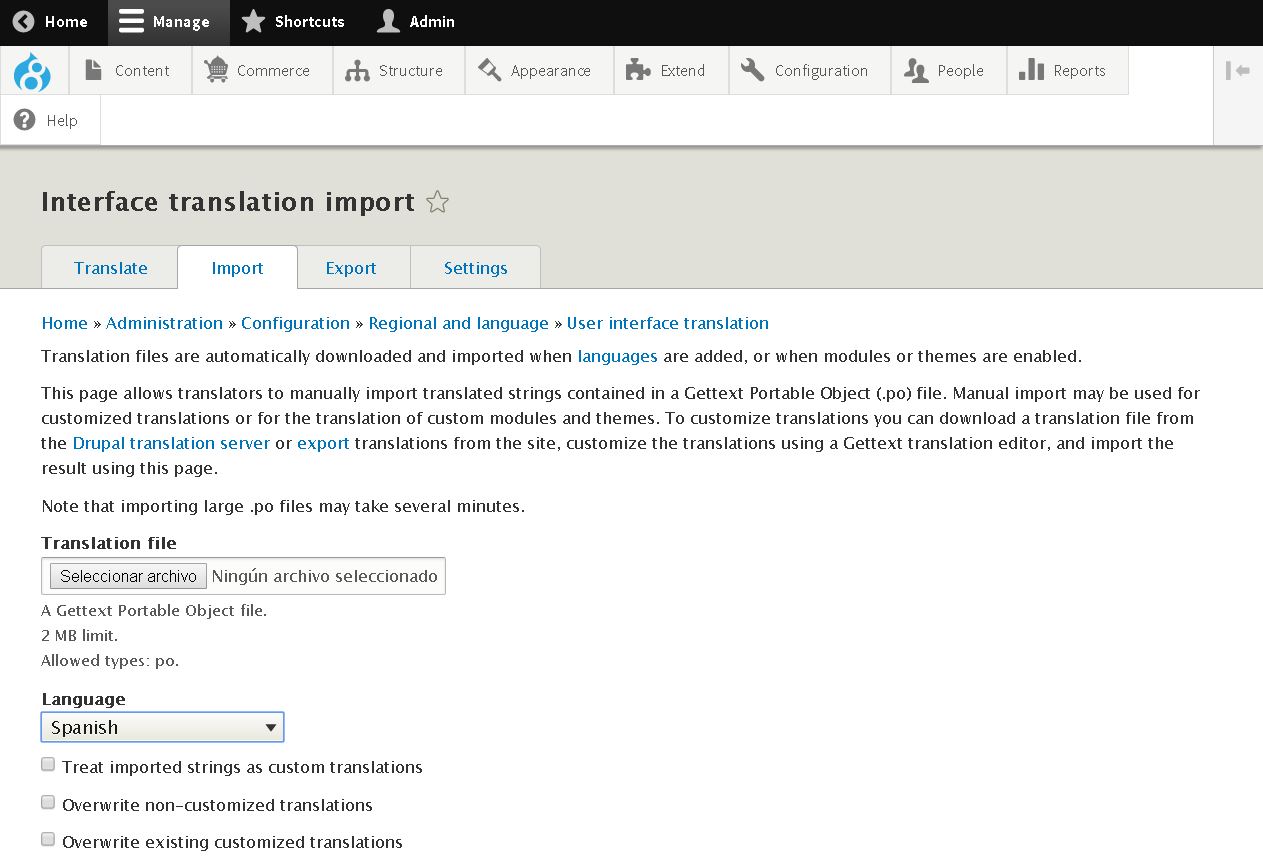 Home Manage Shortcuts Admin
Content Commerce Structure Appearance Extend Configuration People Reports
Help
Interface translation import
Translate Import Export Settings
Home » Administration » Configuration » Regional and language » User interface translation
Translation files are automatically downloaded and imported when languages are added, or when modules or themes are enabled.
This page allows translators to manually import translated strings contained in a Gettext Portable Object (.po) file. Manual import may be used for
customized translations or for the translation of custom modules and themes. To customize translations you can download a translation file from
the Drupal translation server or export translations from the site, customize the translations using a Gettext translation editor, and import the
result using this page.
Note that importing large .po files may take several minutes.
Translation file
Seleccionar archivo Ningún archivo seleccionado
A Gettext Portable Object file.
2 MB limit.
Allowed types: po.
Language
Spanish
Treat imported strings as custom translations
Overwrite non-customized translations
Overwrite existing customized translations